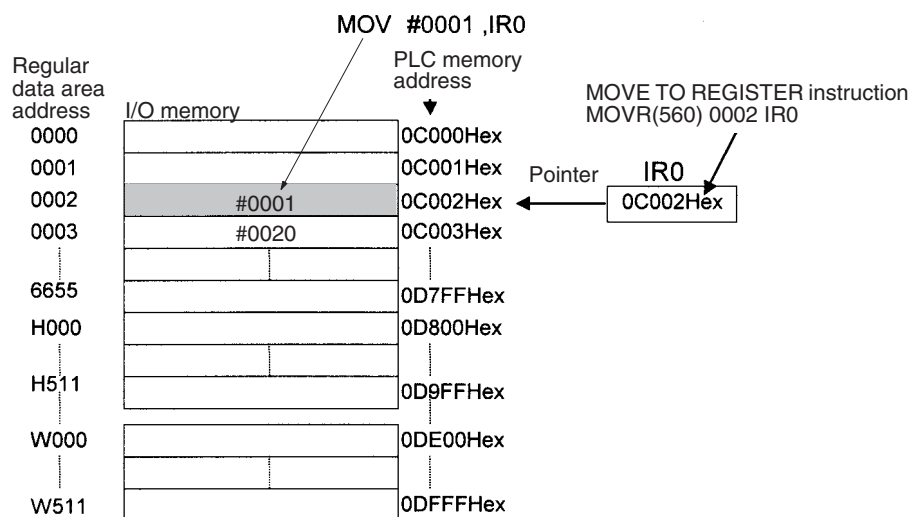 MOV #0001 ,IR0
Regular
data area
address
I/O memory
PLC memory
address
MOVE TO REGISTER instruction
MOVR(560) 0002 IR0
0000
0C000Hex
0001
0C001Hex
Pointer
IR0
0002
#0001
0C002Hex
0C002Hex
0003
#0020
0C003Hex
6655
0D7FFHex
H000
0D800Hex
H511
0D9FFHex
W000
0DE00Hex
W511
0DFFFHex